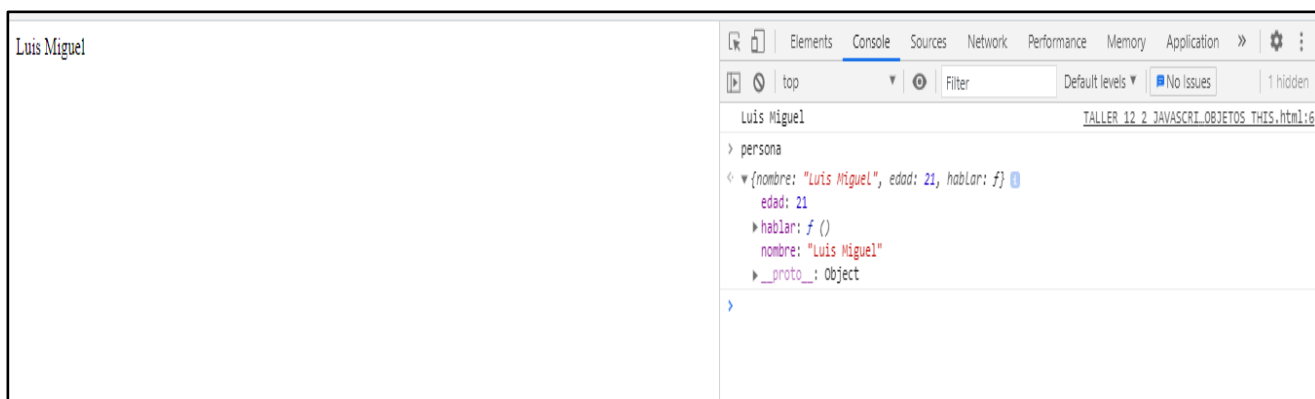 Luis Miguel
Elements Console Sources Network Performance Memory Application »
top Filter Default levels ▼ No Issues 1 hidden
Luis Miguel TALLER 12 2 JAVASCRI…OBJETOS THIS.html:6
> persona
{nombre: "Luis Miguel", edad: 21, hablar: ƒ}
edad: 21
hablar: ƒ ()
nombre: "Luis Miguel"
__proto__: Object
>